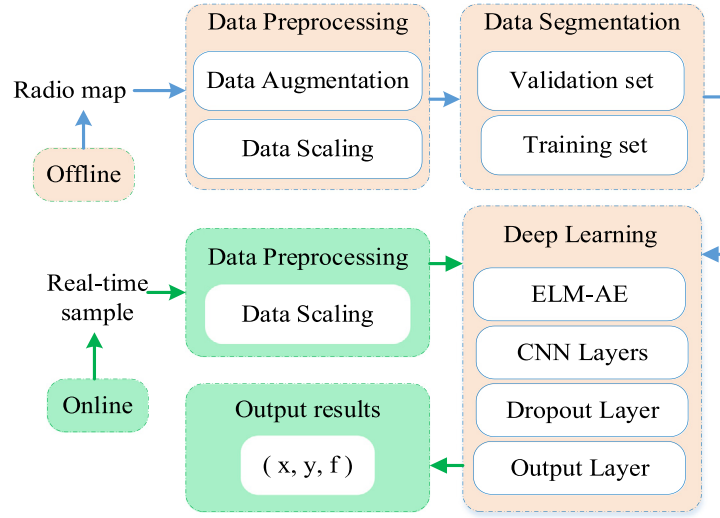 Data Preprocessing
Data Augmentation
Data Scaling
Data Segmentation
Validation set
Training set
Radio map
Offline
Data Preprocessing
Data Scaling
Real-time
sample
Online
Output results
( x, y, f )
Deep Learning
ELM-AE
CNN Layers
Dropout Layer
Output Layer